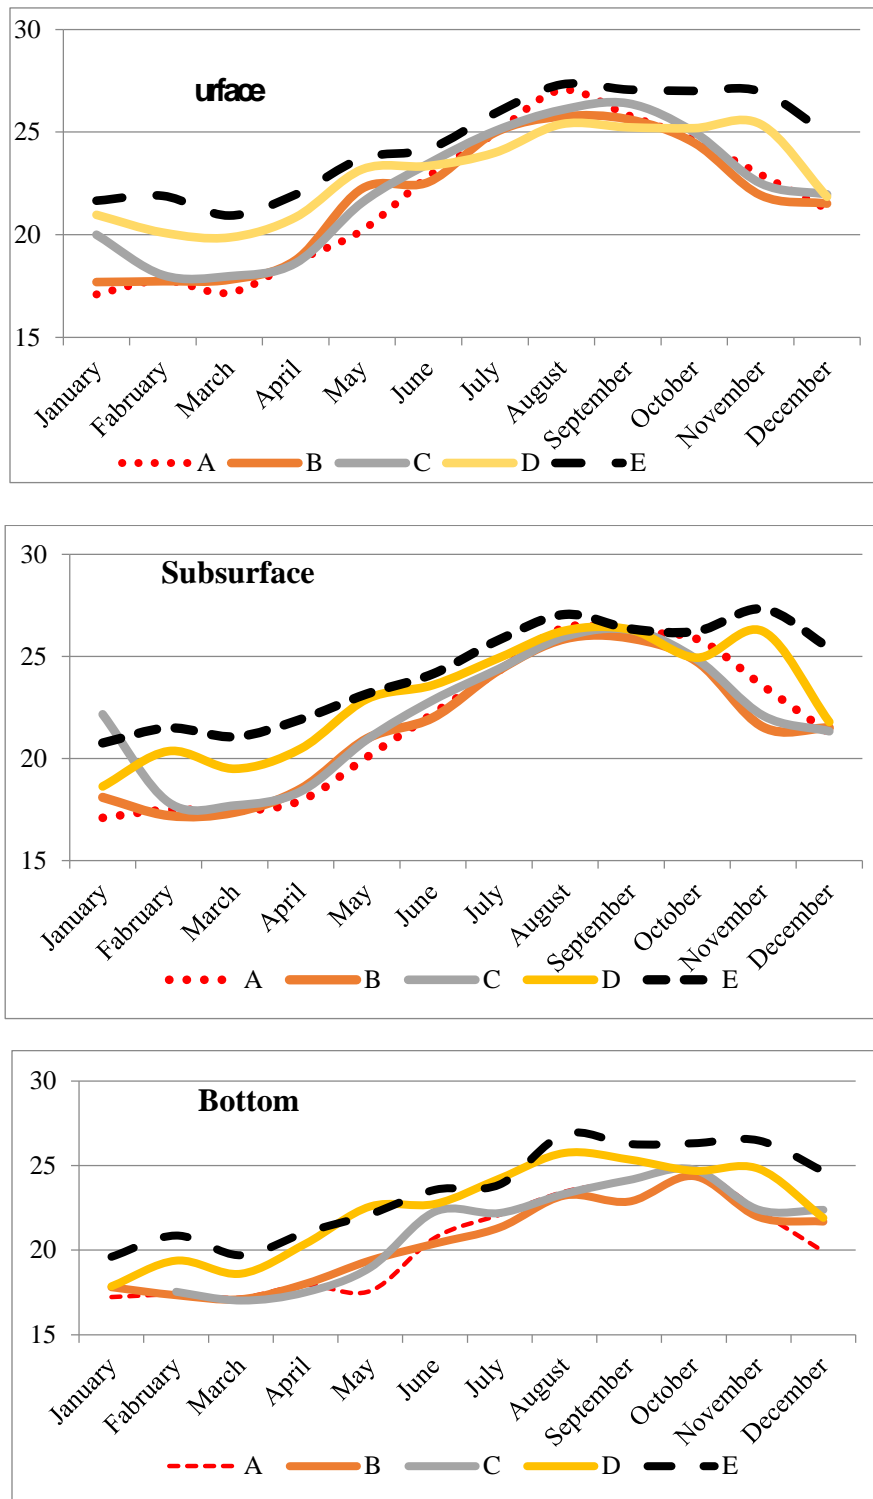 30
urface
25
20
15
January Fabruary March April May June July August September October November December
A B C D E
30
Subsurface
25
20
15
January Fabruary March April May June July August September October November December
A B C D E
30
Bottom
25
20
15
January Fabruary March April May June July August September October November December
A B C D E